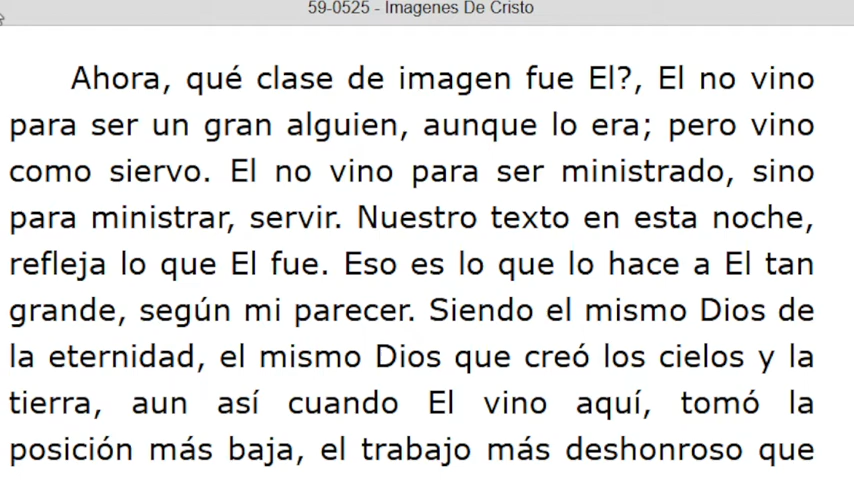 59-0525 - Imagenes De Cristo
Ahora, qué clase de imagen fue El?, El no vino
para ser un gran alguien, aunque lo era; pero vino
como siervo. El no vino para ser ministrado, sino
para ministrar, servir. Nuestro texto en esta noche,
refleja lo que El fue. Eso es lo que lo hace a El tan
grande, según mi parecer. Siendo el mismo Dios de
la eternidad, el mismo Dios que creó los cielos y la
tierra, aun así cuando El vino aquí, tomó la
posición más baja, el trabajo más deshonroso que